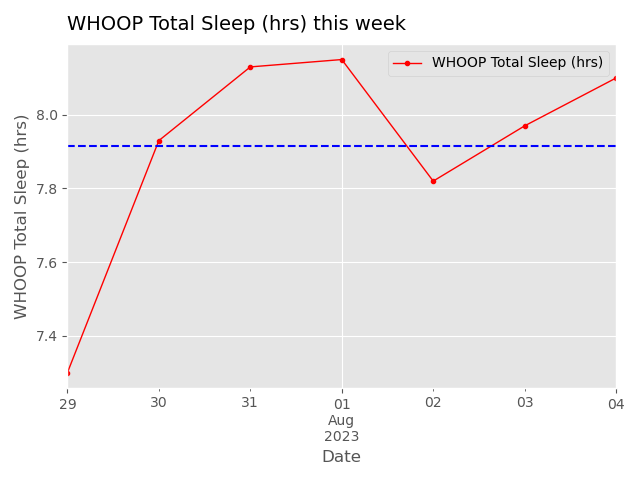 WHOOP Total Sleep (hrs) this week
WHOOP Total Sleep (hrs)
WHOOP Total Sleep (hrs)
8.0
7.8
7.6
7.4
29 30 31 01 02 03 04
Aug
2023
Date